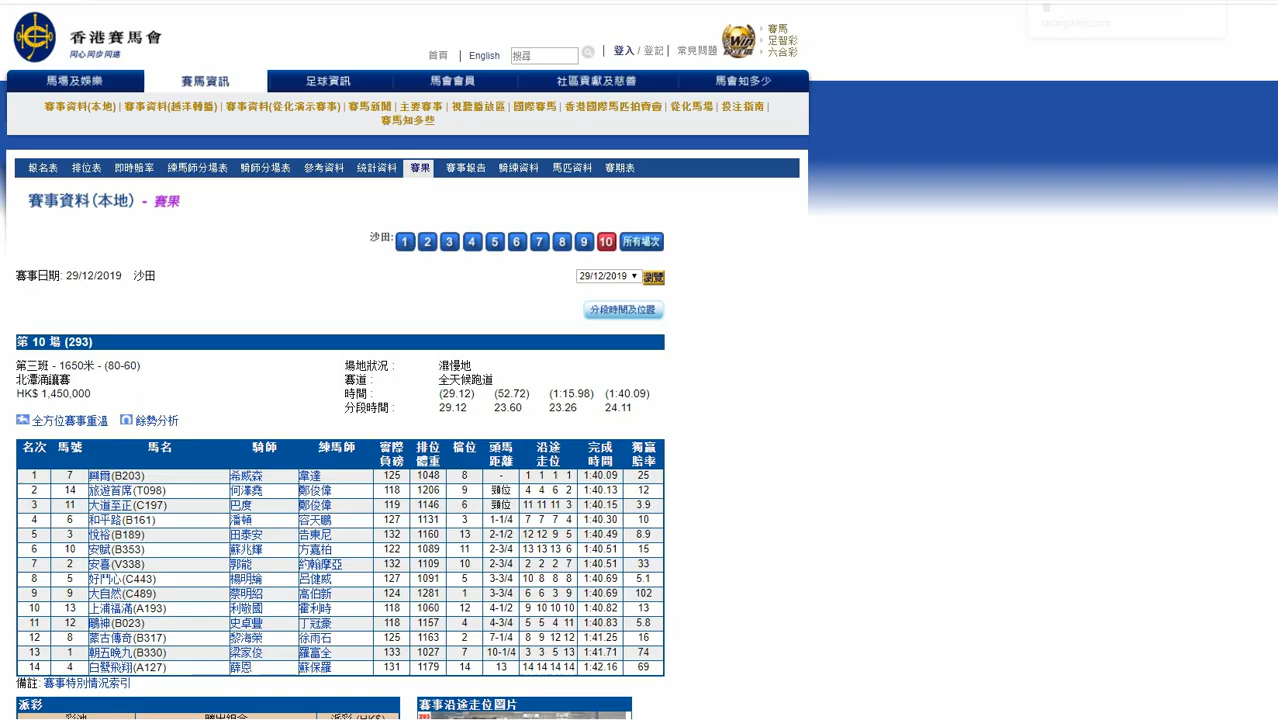 香港賽馬會
同心同步同進
首頁 | English 搜尋 登入 / 登記 | 常見問題
賽馬
足智彩
六合彩
馬場及娛樂 賽馬資訊 足球資訊 馬會會員 社區貢獻及慈善 馬會知多少
賽事資料(本地) | 賽事資料(越洋轉播) | 賽事資料(從化演示賽事) | 賽馬新聞 | 主要賽事 | 視聽播放區 | 國際賽馬 | 香港國際馬匹拍賣會 | 從化馬場 | 投注指南 |
賽馬知多些
報名表 排位表 即時賠率 練馬師分場表 騎師分場表 參考資料 統計資料 賽果 賽事報告 騎練資料 馬匹資料 賽期表
賽事資料(本地) - 賽果
沙田: 1 2 3 4 5 6 7 8 9 10 所有場次
賽事日期: 29/12/2019 沙田 29/12/2019 瀏覽
分段時間及位置
第 10 場 (293)
第三班 - 1650米 - (80-60) 場地狀況 : 濕慢地
北潭涌讓賽 賽道 : 全天候跑道
HK$ 1,450,000 時間 : (29.12) (52.72) (1:15.98) (1:40.09)
分段時間 : 29.12 23.60 23.26 24.11
全方位賽事重溫 餘勢分析
名次 馬號 馬名 騎師 練馬師 實際負磅 排位體重 檔位 頭馬距離 沿途走位 完成時間 獨贏賠率
1 7 (B203) 希威森 韋達 125 1048 8 - 1 1 1 1 1:40.09 25
2 14 旅遊首席(T098) 何澤堯 鄭俊偉 118 1206 9 頸位 4 4 6 2 1:40.13 12
3 11 大道至正(C197) 巴度 鄭俊偉 119 1146 6 頸位 11 11 11 3 1:40.15 3.9
4 6 和平路(B161) 潘頓 容天鵬 127 1131 3 1-1/4 7 7 7 4 1:40.30 10
5 3 悅裕(B189) 田泰安 告東尼 132 1160 13 2-1/2 12 12 9 5 1:40.49 8.9
6 10 安賦(B353) 蘇兆輝 方嘉柏 122 1089 11 2-3/4 13 13 13 6 1:40.51 15
7 2 安喜(V338) 郭能 約翰摩亞 132 1109 10 2-3/4 2 2 2 7 1:40.51 33
8 5 好鬥心(C443) 楊明綸 呂健威 127 1091 5 3-3/4 10 8 8 8 1:40.69 5.1
9 9 大自然(C489) 蔡明紹 高伯新 124 1281 1 3-3/4 6 6 3 9 1:40.69 102
10 13 上浦福滿(A193) 利敬國 霍利時 118 1060 12 4-1/2 9 10 10 10 1:40.82 13
11 12 鵬神(B023) 史卓豐 丁冠豪 118 1157 4 4-3/4 5 5 4 11 1:40.83 5.8
12 8 蒙古傳奇(B317) 黎海榮 徐雨石 125 1163 2 7-1/4 8 9 12 12 1:41.25 16
13 1 朝五晚九(B330) 梁家俊 羅富全 133 1027 7 10-1/4 3 3 5 13 1:41.71 74
14 4 白鷺飛翔(A127) 薛恩 蘇保羅 131 1179 14 13 14 14 14 14 1:42.16 69
備註: 賽事特別情況索引
派彩 賽事沿途走位圖片
彩池 勝出組合 派彩 (HK$)
293